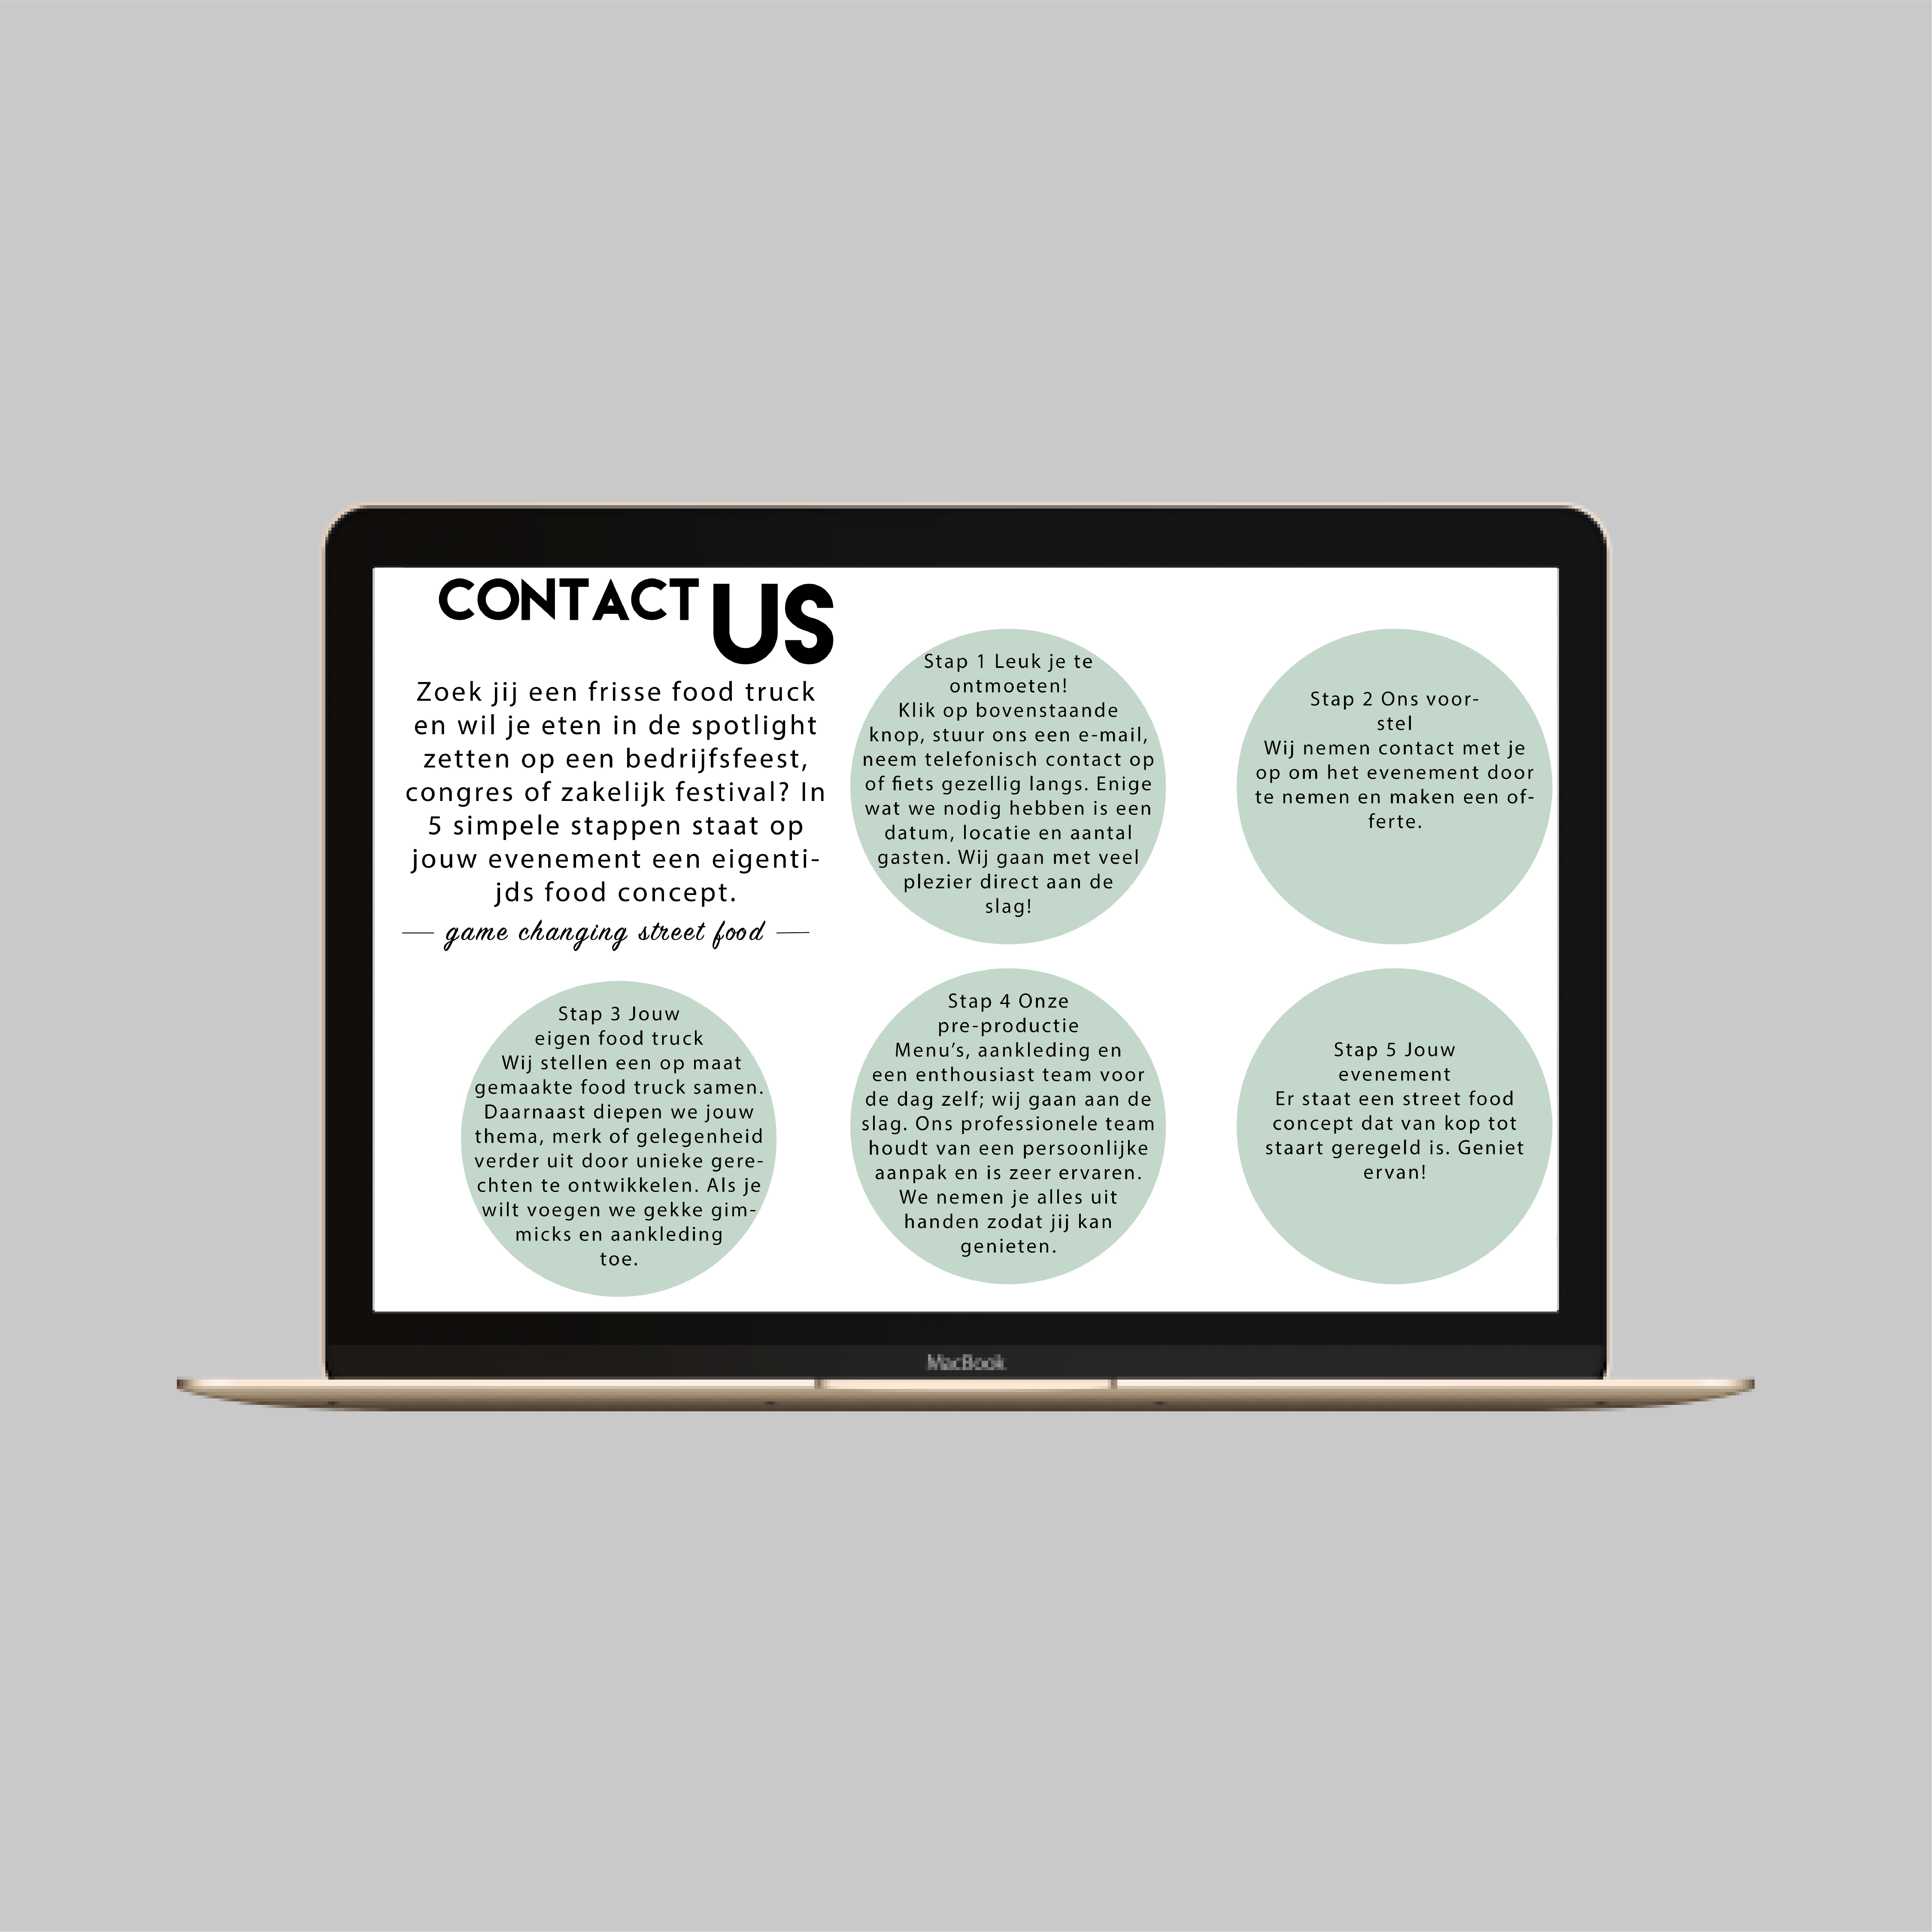 CONTACT US
Zoek jij een frisse food truck
en wil je eten in de spotlight
zetten op een bedrijfsfeest,
congres of zakelijk festival? In
5 simpele stappen staat op
jouw evenement een eigenti-
jds food concept.
game changing street food
Stap 1 Leuk je te
ontmoeten!
Klik op bovenstaande
knop, stuur ons een e-mail,
neem telefonisch contact op
of fiets gezellig langs. Enige
wat we nodig hebben is een
datum, locatie en aantal
gasten. Wij gaan met veel
plezier direct aan de
slag!
Stap 2 Ons voor-
stel
Wij nemen contact met je
op om het evenement door
te nemen en maken een of-
ferte.
Stap 3 Jouw
eigen food truck
Wij stellen een op maat
gemaakte food truck samen.
Daarnaast diepen we jouw
thema, merk of gelegenheid
verder uit door unieke gere-
chten te ontwikkelen. Als je
wilt voegen we gekke gim-
micks en aankleding
toe.
Stap 4 Onze
pre-productie
Menu's, aankleding en
een enthousiast team voor
de dag zelf; wij gaan aan de
slag. Ons professionele team
houdt van een persoonlijke
aanpak en is zeer ervaren.
We nemen je alles uit
handen zodat jij kan
genieten.
Stap 5 Jouw
evenement
Er staat een street food
concept dat van kop tot
staart geregeld is. Geniet
ervan!
MacBook